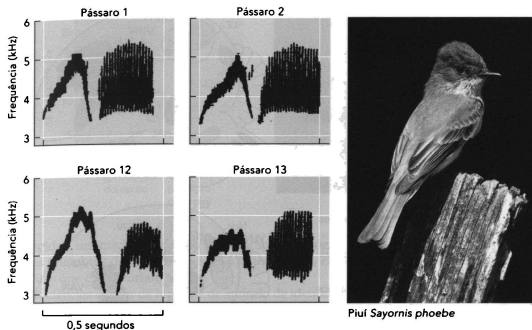 Pássaro 1
Pássaro 2
Frequência (kHz)
6
5
4
3
Pássaro 12
Pássaro 13
Frequência (kHz)
6
5
4
3
0,5 segundos
Piuí Sayornis phoebe